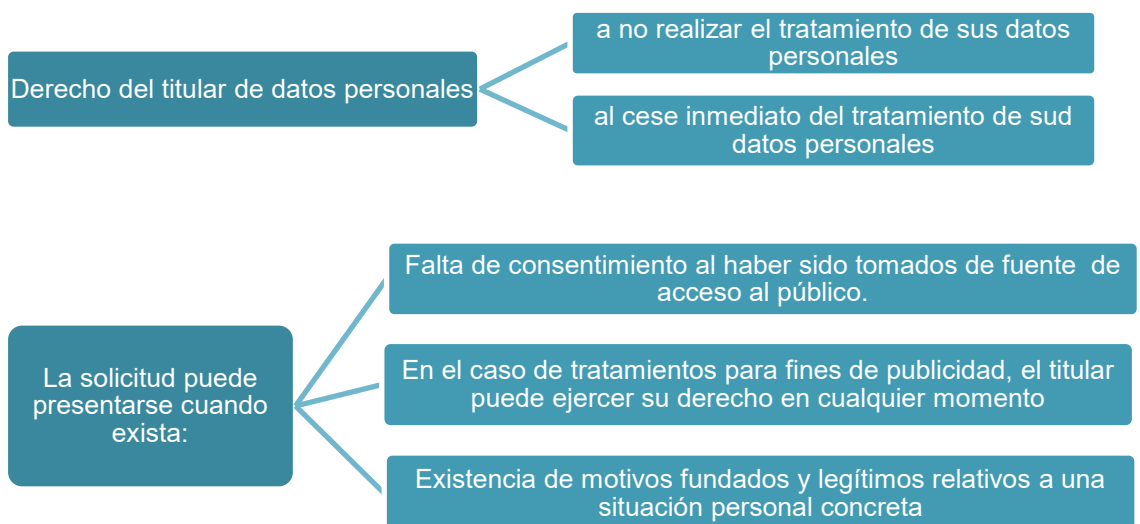 a no realizar el tratamiento de sus datos
personales
Derecho del titular de datos personales
al cese inmediato del tratamiento de sud
datos personales
Falta de consentimiento al haber sido tomados de fuente de
acceso al público.
La solicitud puede
presentarse cuando
exista:
En el caso de tratamientos para fines de publicidad, el titular
puede ejercer su derecho en cualquier momento
Existencia de motivos fundados y legítimos relativos a una
situación personal concreta